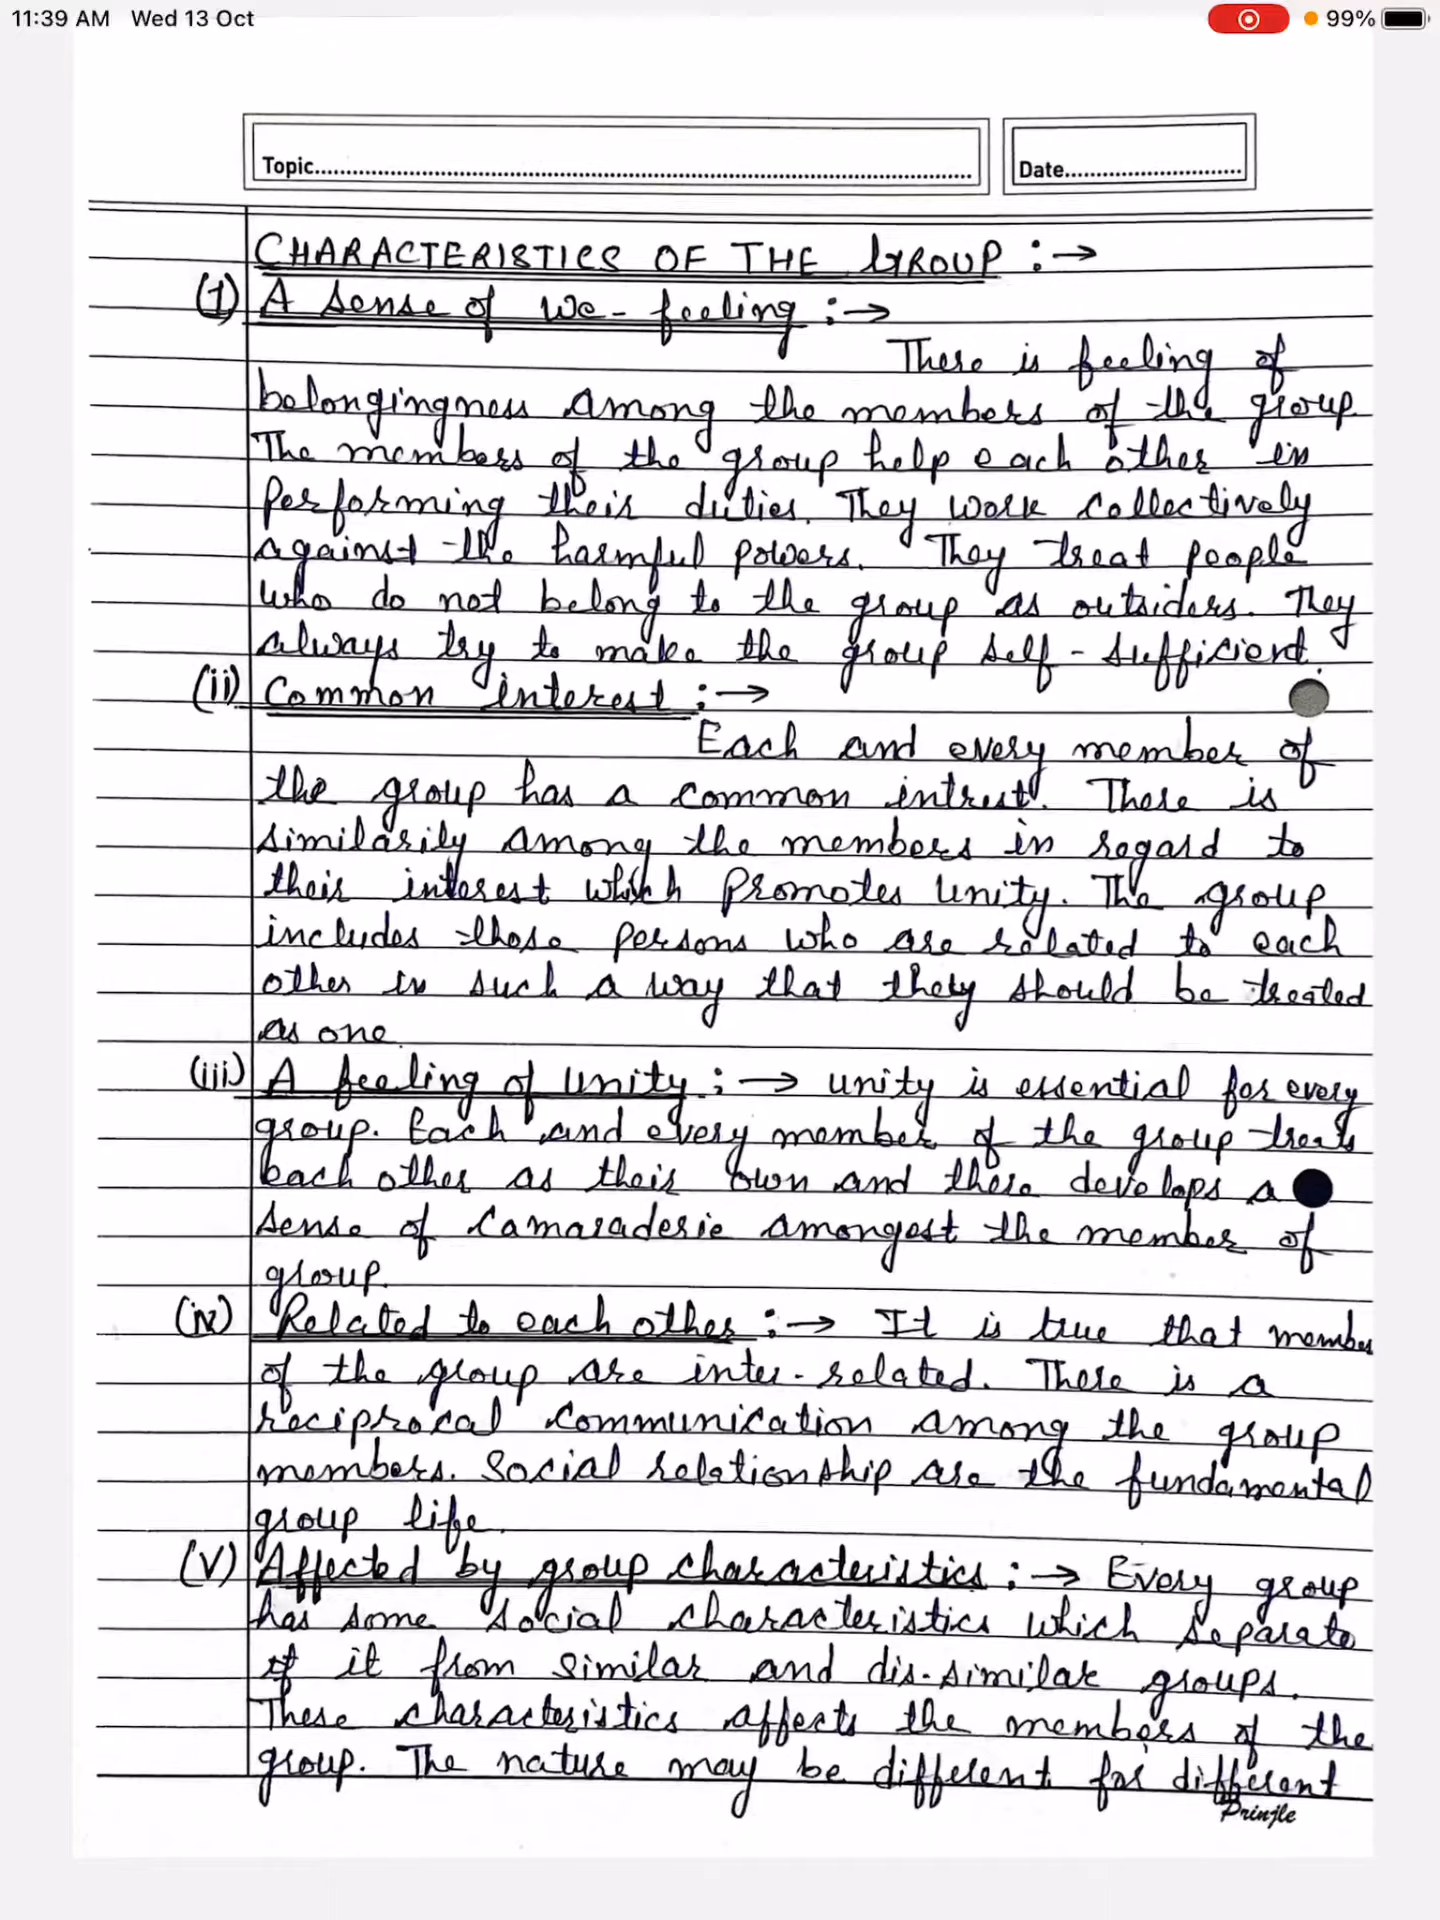 11:39 AM Wed 13 Oct 99%
Topic.................... Date....................
CHARACTERISTICS OF THE GROUP :→
(1) A sense of we-feeling :→
There is feeling of
belongingness among the members of the group.
The members of the group help each other in
performing their duties. They work collectively
against the harmful powers. They treat people
who do not belong to the group as outsiders. They
always try to make the group self-sufficient.
(ii) Common interest :→
Each and every member of
the group has a common intrest. There is
similarily among the members in regard to
their interest which promotes unity. The group
includes those persons who are related to each
other in such a way that they should be treated
as one.
(iii) A feeling of unity :→ unity is essential for every
group. Each and every member of the group treats
each other as their own and there develops a
sense of camaraderie amongest the member of
group.
(iv) Related to each other :→ It is true that member
of the group are inter-related. There is a
reciprocal communication among the group
members. Social relationship are the fundamental
group life.
(v) Affected by group characteristics :→ Every group
has some social characteristics which separate
it from similar and dis-similar groups.
These characteristics affects the members of the
group. The nature may be different for different
Prinjle